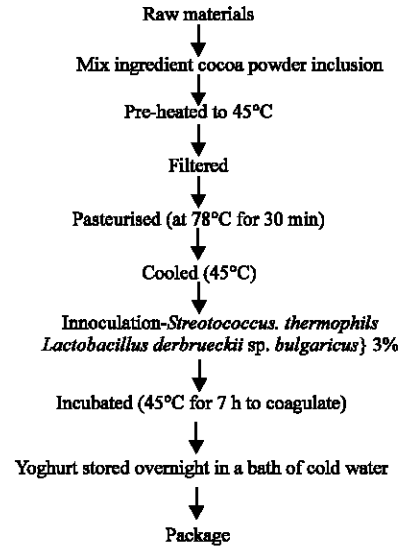 Raw materials
Mix ingredient cocoa powder inclusion
Pre-heated to 45°C
Filtered
Pasteurised (at 78°C for 30 min)
Cooled (45°C)
Innoculation-Streotococcus. thermophils
Lactobacillus derbrueckii sp. bulgaricus} 3%
Incubated (45°C for 7 h to coagulate)
Yoghurt stored overnight in a bath of cold water
Package